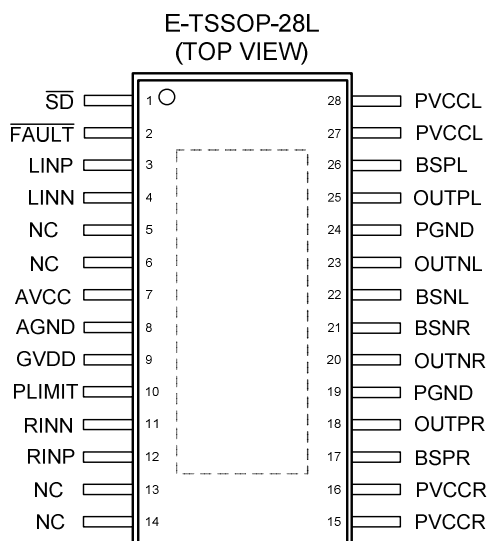 E-TSSOP-28L
(TOP VIEW)
SD 1 28 PVCCL
FAULT 2 27 PVCCL
LINP 3 26 BSPL
LINN 4 25 OUTPL
NC 5 24 PGND
NC 6 23 OUTNL
AVCC 7 22 BSNL
AGND 8 21 BSNR
GVDD 9 20 OUTNR
PLIMIT 10 19 PGND
RINN 11 18 OUTPR
RINP 12 17 BSPR
NC 13 16 PVCCR
NC 14 15 PVCCR